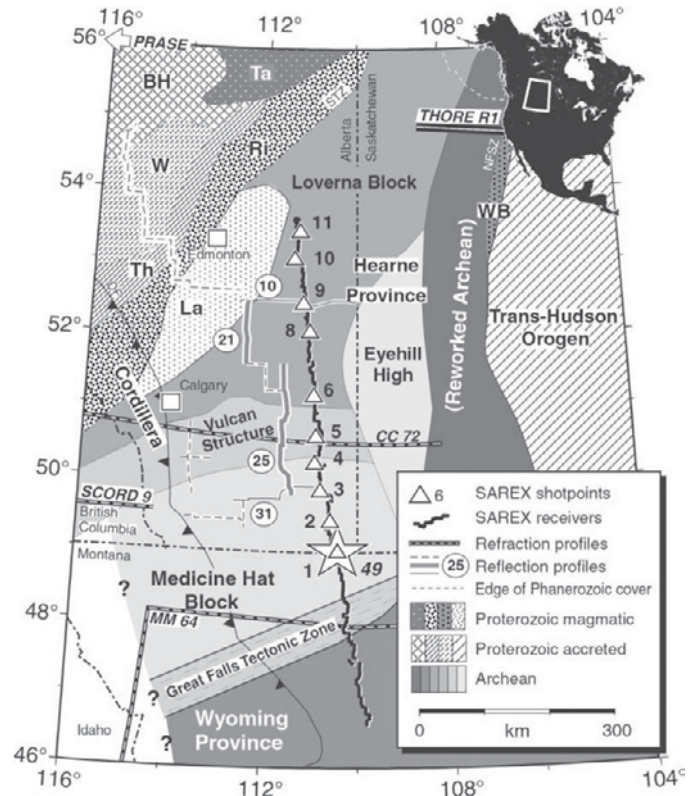 116°
112°
108°
104°
56°
PRASE
BH
Ta
STZ
Alberta
Saskatchewan
THORE R1
NFSZ
Ri
W
54°
Loverna Block
WB
11
10
Hearne
Province
Edmonton
Th
La
10
9
8
(Reworked Archean)
Trans-Hudson
Orogen
52°
21
Eyehill
High
Cordillera
Calgary
6
Vulcan
Structure
5
CC 72
50°
25
4
SCORD 9
3
31
2
British
Columbia
Montana
1
49
Medicine Hat
Block
?
48°
MM 64
Great Falls Tectonic Zone
?
Wyoming
Province
Idaho
?
46°
116°
112°
108°
104°
6 SAREX shotpoints
SAREX receivers
Refraction profiles
25 Reflection profiles
Edge of Phanerozoic cover
Proterozoic magmatic
Proterozoic accreted
Archean
0 300
km